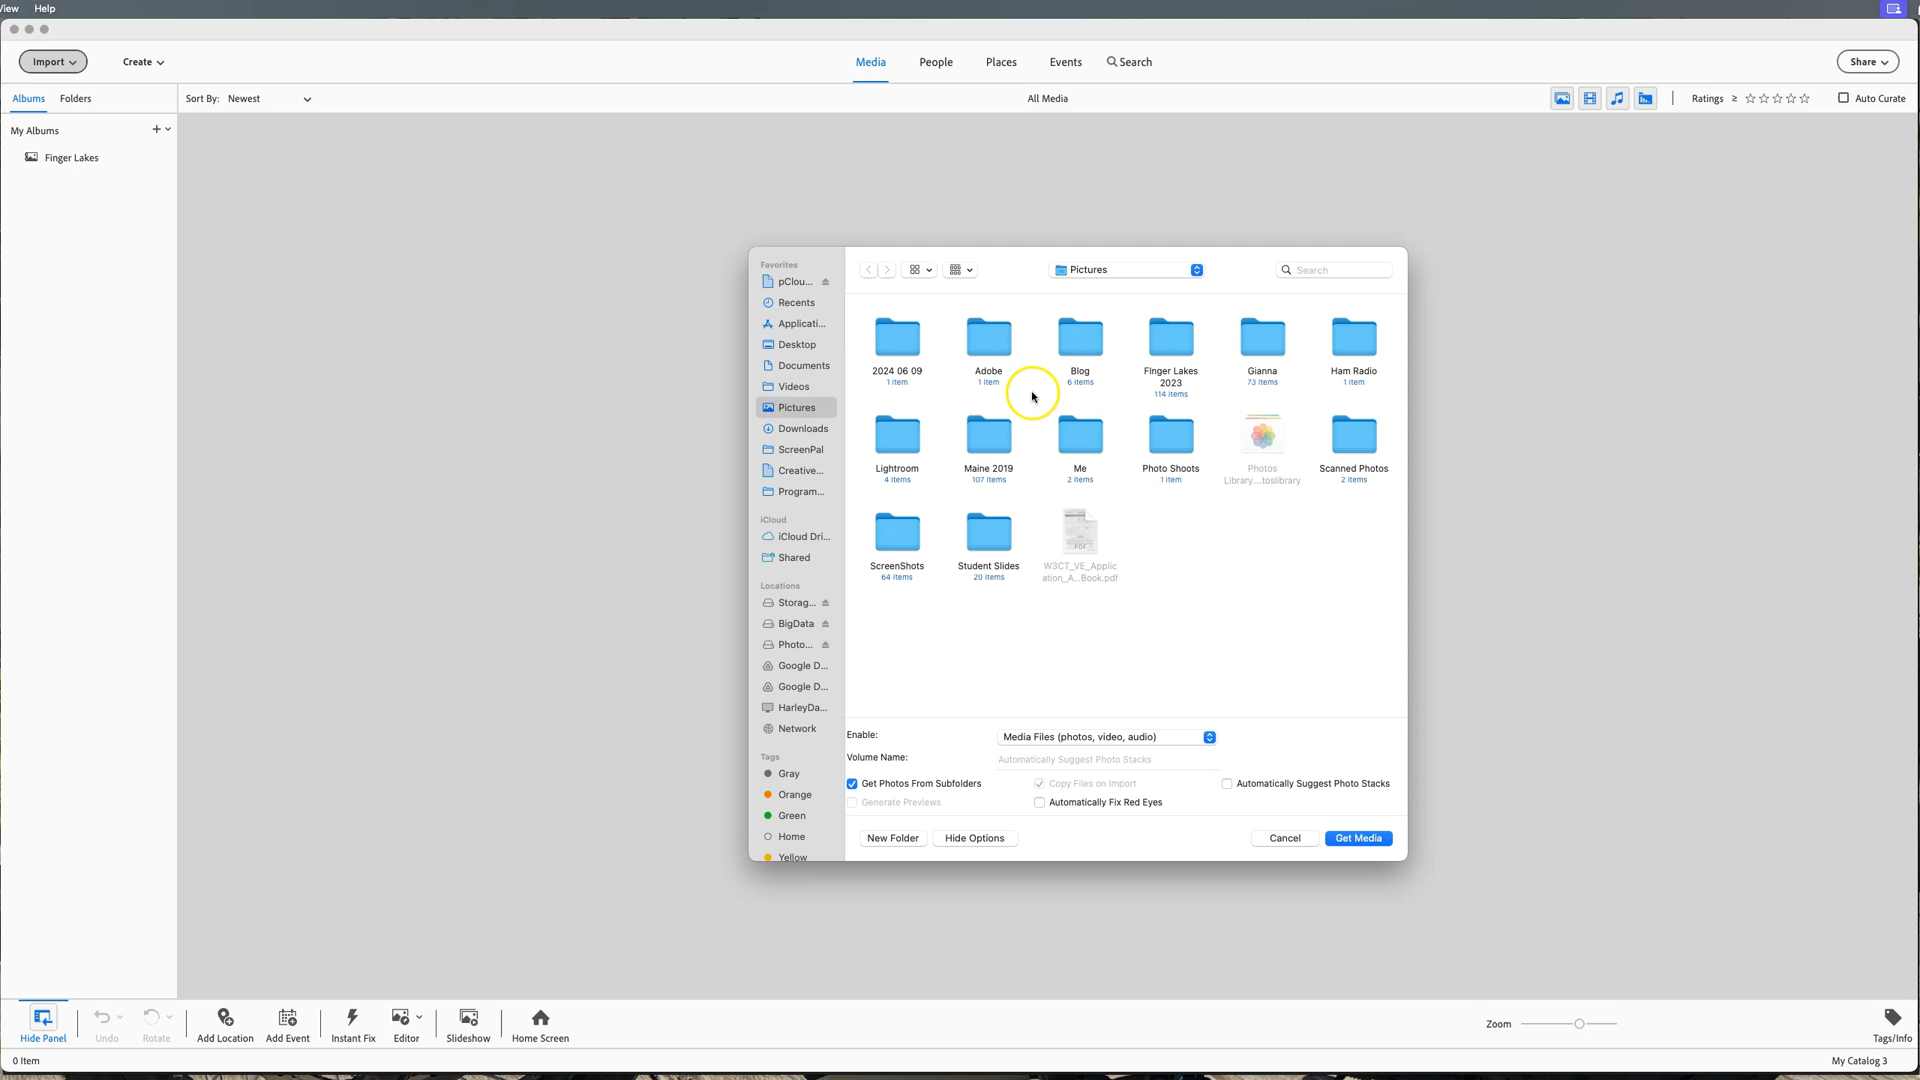 View Help
Import Create Media People Places Events Search Share
Albums Folders Sort By: Newest All Media Ratings ≥ Auto Curate
My Albums
Finger Lakes
Favorites
pClou...
Recents
Applicati...
Desktop
Documents
Videos
Pictures
Downloads
ScreenPal
Creative...
Program...
iCloud
iCloud Dri...
Shared
Locations
Storag...
BigData
Photo...
Google D...
Google D...
HarleyDa...
Network
Tags
Gray
Orange
Green
Home
Yellow
Pictures Search
2024 06 09 Adobe Blog FInger Lakes Gianna Ham Radio
1 item 1 item 6 items 2023 73 items 1 item
114 items
Lightroom Maine 2019 Me Photo Shoots Photos Scanned Photos
4 items 107 items 2 items 1 item Library....toslibrary 2 items
PDF
ScreenShots Student Slides W3CT_VE_Applic
64 items 20 items ation_A...Book.pdf
Enable: Media Files (photos, video, audio)
Volume Name: Automatically Suggest Photo Stacks
Get Photos From Subfolders Copy Files on Import Automatically Suggest Photo Stacks
Generate Previews Automatically Fix Red Eyes
New Folder Hide Options Cancel Get Media
Hide Panel Undo Rotate Add Location Add Event Instant Fix Editor Slideshow Home Screen Zoom Tags/Info
0 Item My Catalog 3